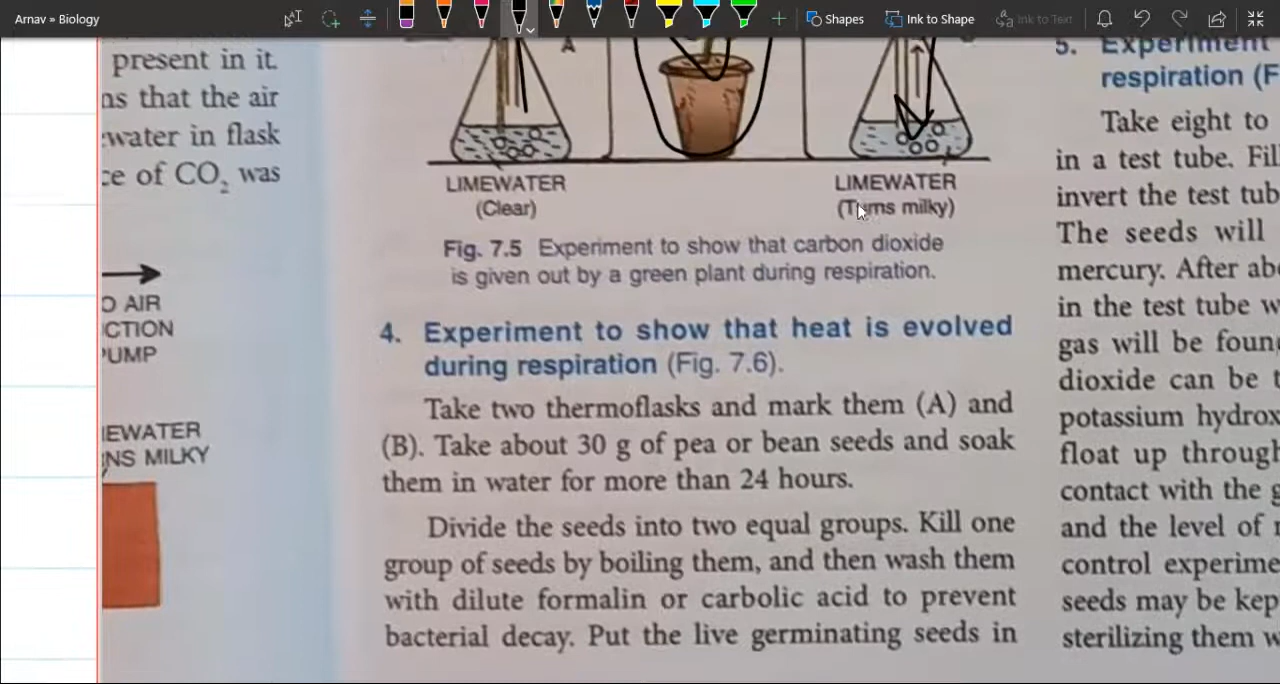 Arnav » Biology
Shapes
Ink to Shape
Ink to Text
present in it.
ns that the air
water in flask
ce of CO₂ was
O AIR
CTION
PUMP
IEWATER
NS MILKY
A
LIMEWATER
(Clear)
LIMEWATER
(Turns milky)
Fig. 7.5 Experiment to show that carbon dioxide
is given out by a green plant during respiration.
4. Experiment to show that heat is evolved
during respiration (Fig. 7.6).
Take two thermoflasks and mark them (A) and
(B). Take about 30 g of pea or bean seeds and soak
them in water for more than 24 hours.
Divide the seeds into two equal groups. Kill one
group of seeds by boiling them, and then wash them
with dilute formalin or carbolic acid to prevent
bacterial decay. Put the live germinating seeds in
5. Experiment
respiration (F
Take eight to
in a test tube. Fil
invert the test tub
The seeds will
mercury. After ab
in the test tube w
gas will be foun
dioxide can be t
potassium hydrox
float up through
contact with the g
and the level of
control experime
seeds may be kep
sterilizing them w